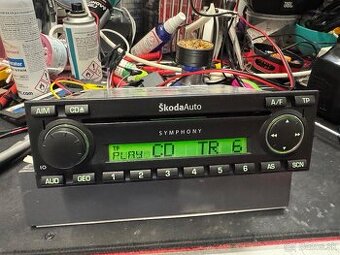 ŠkodaAuto
AIM CD A/F TP
SYMPHONY
TP
PLAY CD TR 6
AUD GEO 1 2 3 4 5 6 AS SCN